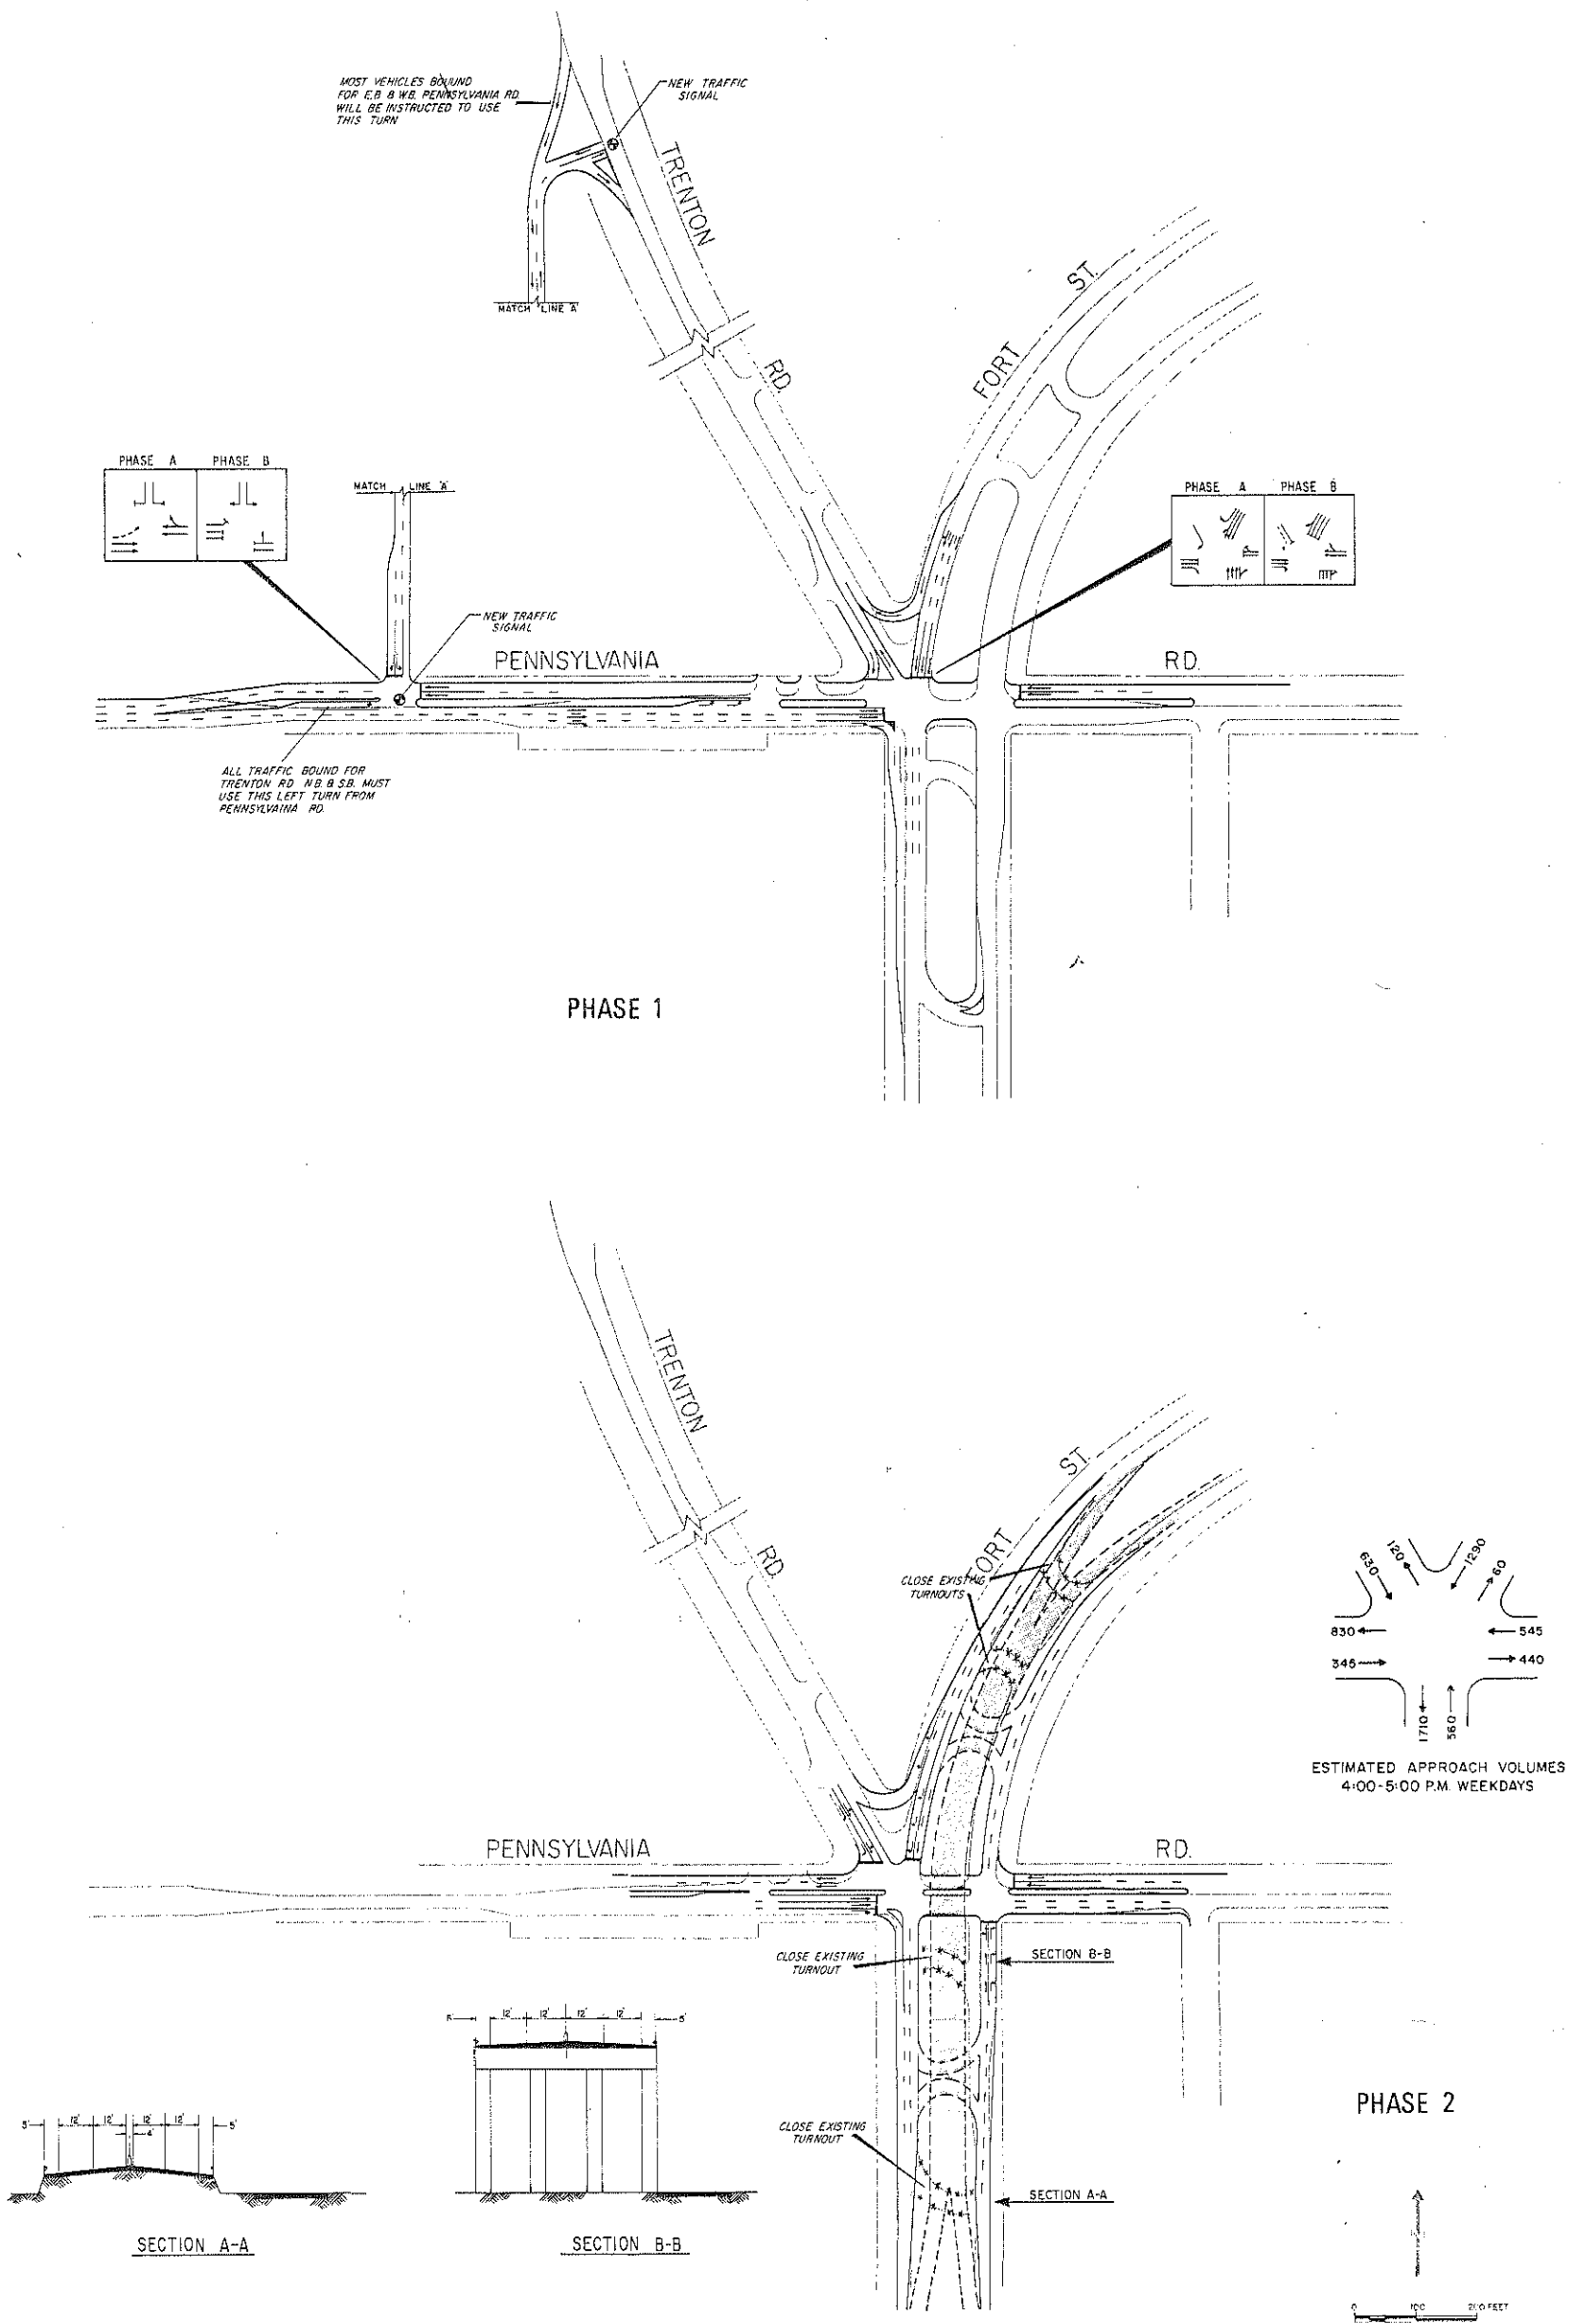 MOST VEHICLES BOUUND
FOR E.B & W.B. PENNSYLVANIA RD.
WILL BE INSTRUCTED TO USE
THIS TURN
NEW TRAFFIC
SIGNAL
TRENTON
RD.
FORT
ST.
MATCH LINE 'A'
PHASE A PHASE B
MATCH LINE 'A'
PHASE A PHASE B
NEW TRAFFIC
SIGNAL
PENNSYLVANIA
RD.
ALL TRAFFIC BOUND FOR
TRENTON RD N.B. & S.B. MUST
USE THIS LEFT TURN FROM
PENNSYLVAINA RD.
PHASE 1
TRENTON
RD.
FORT
ST.
CLOSE EXISTING
TURNOUTS
630
120
1290
60
830
545
345
440
1710
560
ESTIMATED APPROACH VOLUMES
4:00-5:00 P.M. WEEKDAYS
PENNSYLVANIA
RD.
CLOSE EXISTING
TURNOUT
SECTION B-B
12' 12' 12' 12' 5'
5' 12' 12' 12' 12' 5'
4'
CLOSE EXISTING
TURNOUT
SECTION A-A
PHASE 2
SECTION A-A
SECTION B-B
0 100 200 FEET